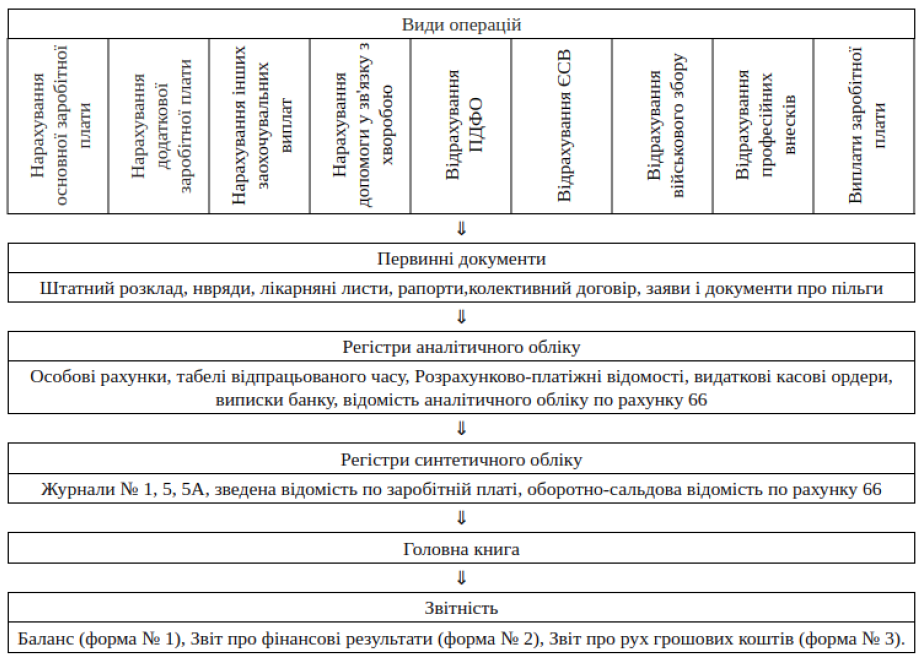 Види операцій
Нарахування
основної заробітної
плати
Нарахування
додаткової
заробітної плати
Нарахування інших
заохочувальних
виплат
Нарахування
допомоги у зв'язку з
хворобою
Відрахування
ПДФО
Відрахування ЄСВ
Відрахування
військового збору
Відрахування
професійних
внесків
Виплати заробітної
плати
⇓
Первинні документи
Штатний розклад, нвряди, лікарняні листи, рапорти,колективний договір, заяви і документи про пільги
⇓
Регістри аналітичного обліку
Особові рахунки, табелі відпрацьованого часу, Розрахунково-платіжні відомості, видаткові касові ордери,
виписки банку, відомість аналітичного обліку по рахунку 66
⇓
Регістри синтетичного обліку
Журнали № 1, 5, 5А, зведена відомість по заробітній платі, оборотно-сальдова відомість по рахунку 66
⇓
Головна книга
⇓
Звітність
Баланс (форма № 1), Звіт про фінансові результати (форма № 2), Звіт про рух грошових коштів (форма № 3).